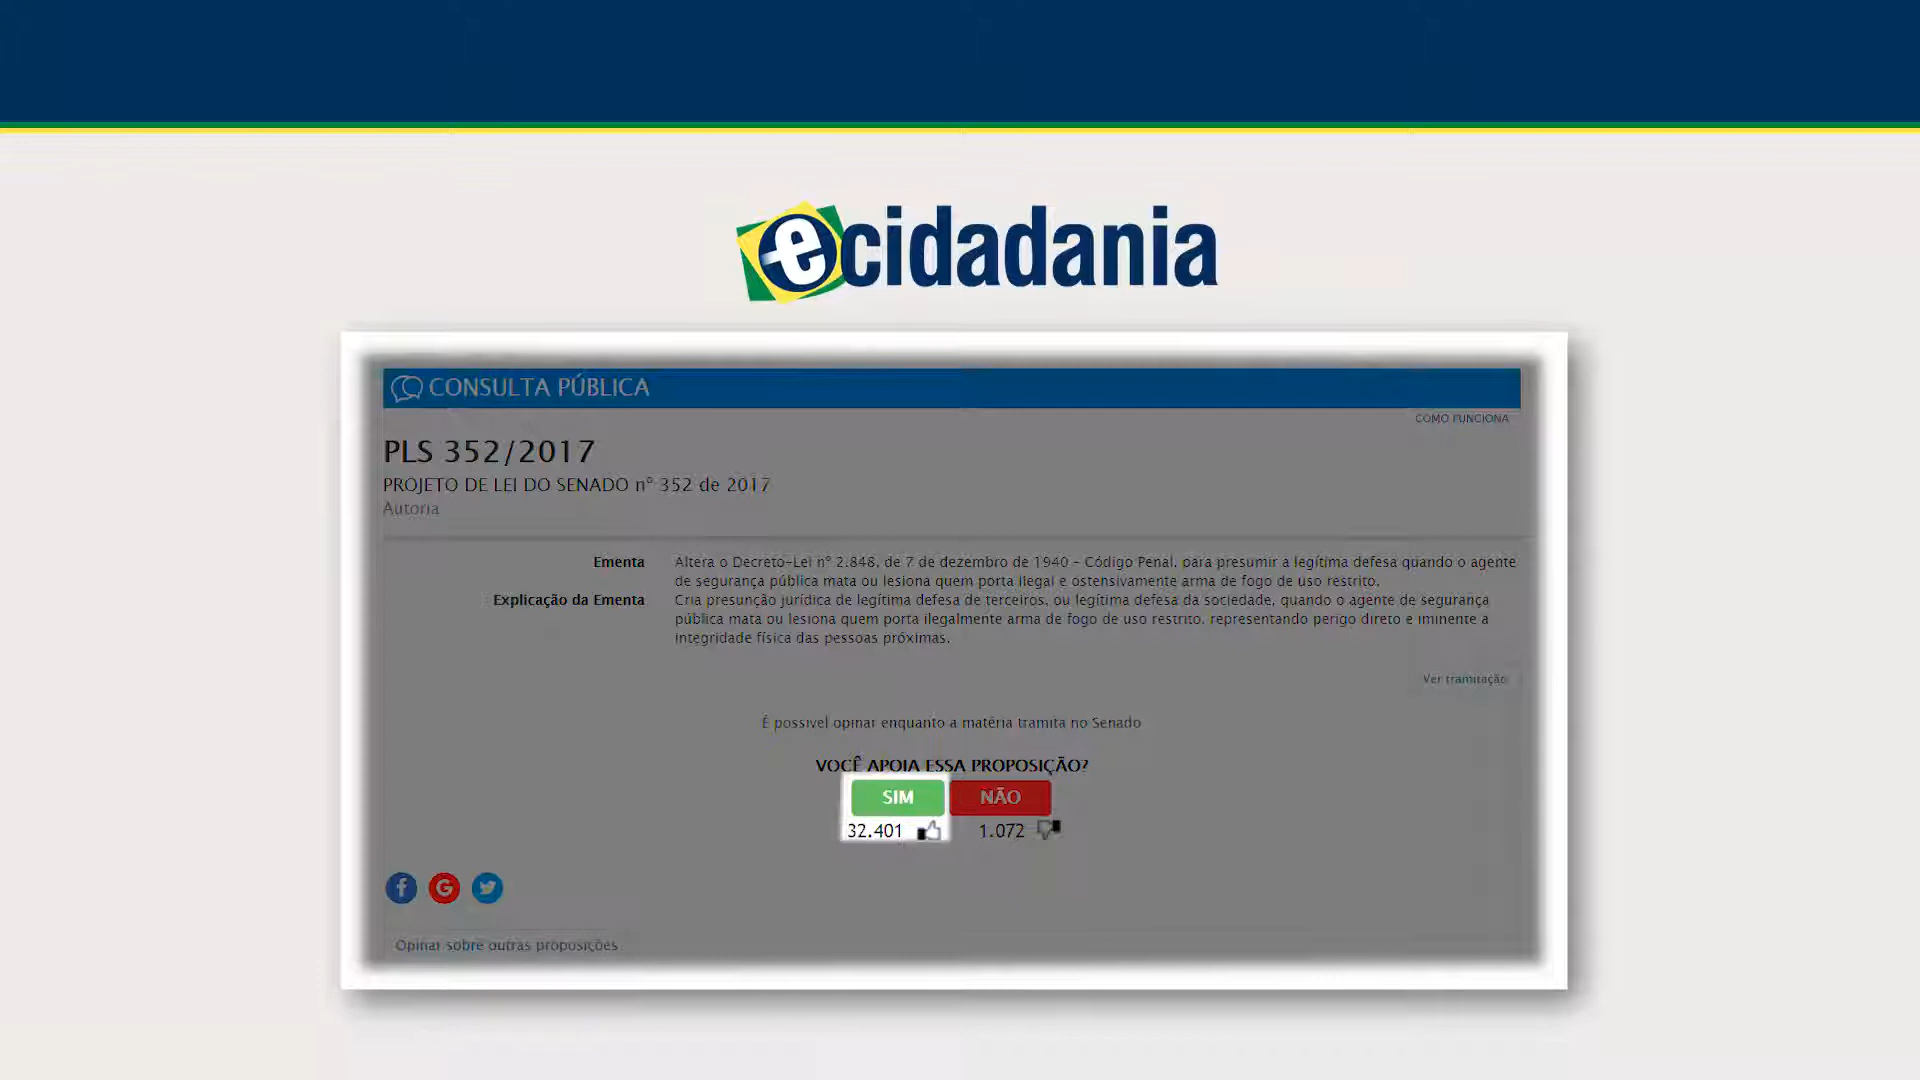 ecidadania
CONSULTA PÚBLICA
COMO FUNCIONA
PLS 352/2017
PROJETO DE LEI DO SENADO nº 352 de 2017
Autoria
Ementa Altera o Decreto-Lei nº 2.848, de 7 de dezembro de 1940 - Código Penal, para presumir a legítima defesa quando o agente
de segurança pública mata ou lesiona quem porta ilegal e ostensivamente arma de fogo de uso restrito.
Explicação da Ementa Cria presunção jurídica de legítima defesa de terceiros, ou legítima defesa da sociedade, quando o agente de segurança
pública mata ou lesiona quem porta ilegalmente arma de fogo de uso restrito, representando perigo direto e iminente a
integridade física das pessoas próximas.
Ver tramitação
É possível opinar enquanto a matéria tramita no Senado
VOCÊ APOIA ESSA PROPOSIÇÃO?
SIM NÃO
32.401 1.072
Opinar sobre outras proposições